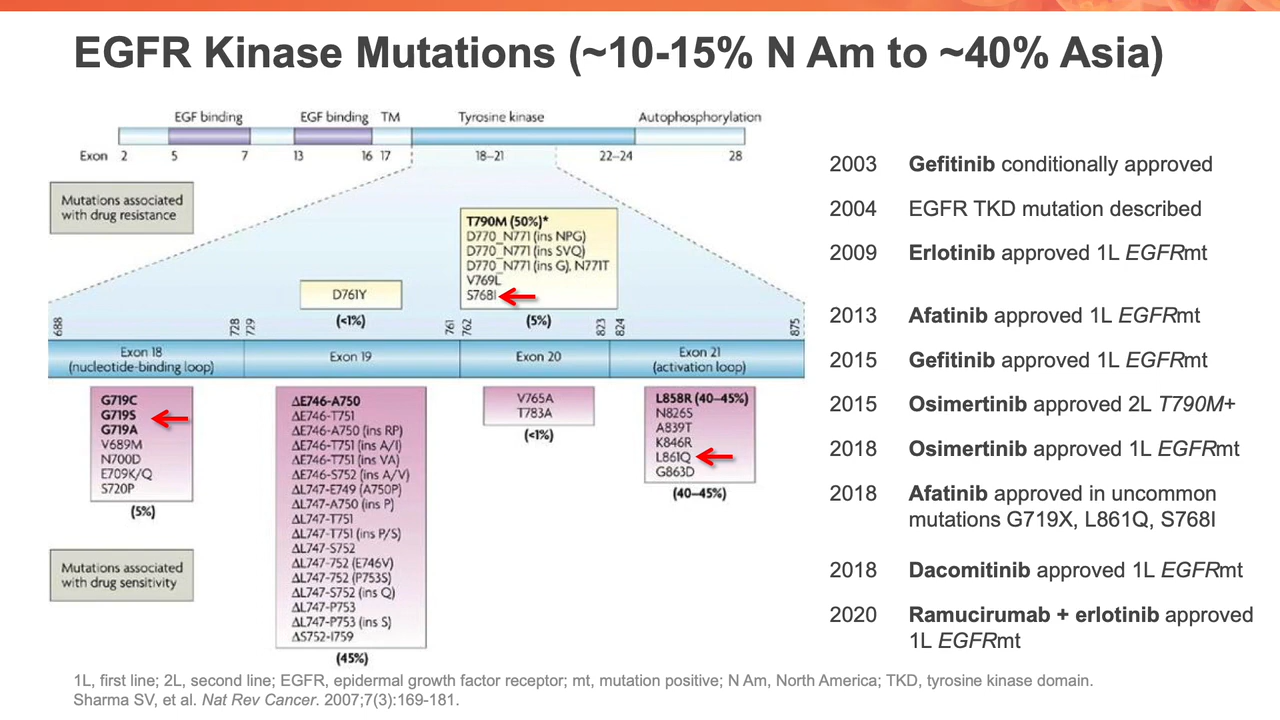 EGFR Kinase Mutations (~10-15% N Am to ~40% Asia)
EGF binding EGF binding TM Tyrosine kinase Autophosphorylation
Exon 2 5 7 13 16 17 18–21 22–24 28
Mutations associated
with drug resistance
T790M (50%)*
D770_N771 (ins NPG)
D770_N771 (ins SVQ)
D770_N771 (ins G), N771T
V769L
S768I
(5%)
D761Y
(<1%)
688 728 729 761 762 823 824 875
Exon 18
(nucleotide-binding loop)
Exon 19
Exon 20
Exon 21
(activation loop)
G719C
G719S
G719A
V689M
N700D
E709K/Q
S720P
(5%)
ΔE746-A750
ΔE746-T751
ΔE746-A750 (ins RP)
ΔE746-T751 (ins A/I)
ΔE746-T751 (ins VA)
ΔE746-S752 (ins A/V)
ΔL747-E749 (A750P)
ΔL747-A750 (ins P)
ΔL747-T751
ΔL747-T751 (ins P/S)
ΔL747-S752
ΔL747-752 (E746V)
ΔL747-752 (P753S)
ΔL747-S752 (ins Q)
ΔL747-P753
ΔL747-P753 (ins S)
ΔS752-I759
(45%)
V765A
T783A
(<1%)
L858R (40–45%)
N826S
A839T
K846R
L861Q
G863D
(40–45%)
Mutations associated
with drug sensitivity
2003 Gefitinib conditionally approved
2004 EGFR TKD mutation described
2009 Erlotinib approved 1L EGFRmt
2013 Afatinib approved 1L EGFRmt
2015 Gefitinib approved 1L EGFRmt
2015 Osimertinib approved 2L T790M+
2018 Osimertinib approved 1L EGFRmt
2018 Afatinib approved in uncommon
mutations G719X, L861Q, S768I
2018 Dacomitinib approved 1L EGFRmt
2020 Ramucirumab + erlotinib approved
1L EGFRmt
1L, first line; 2L, second line; EGFR, epidermal growth factor receptor; mt, mutation positive; N Am, North America; TKD, tyrosine kinase domain.
Sharma SV, et al. Nat Rev Cancer. 2007;7(3):169-181.